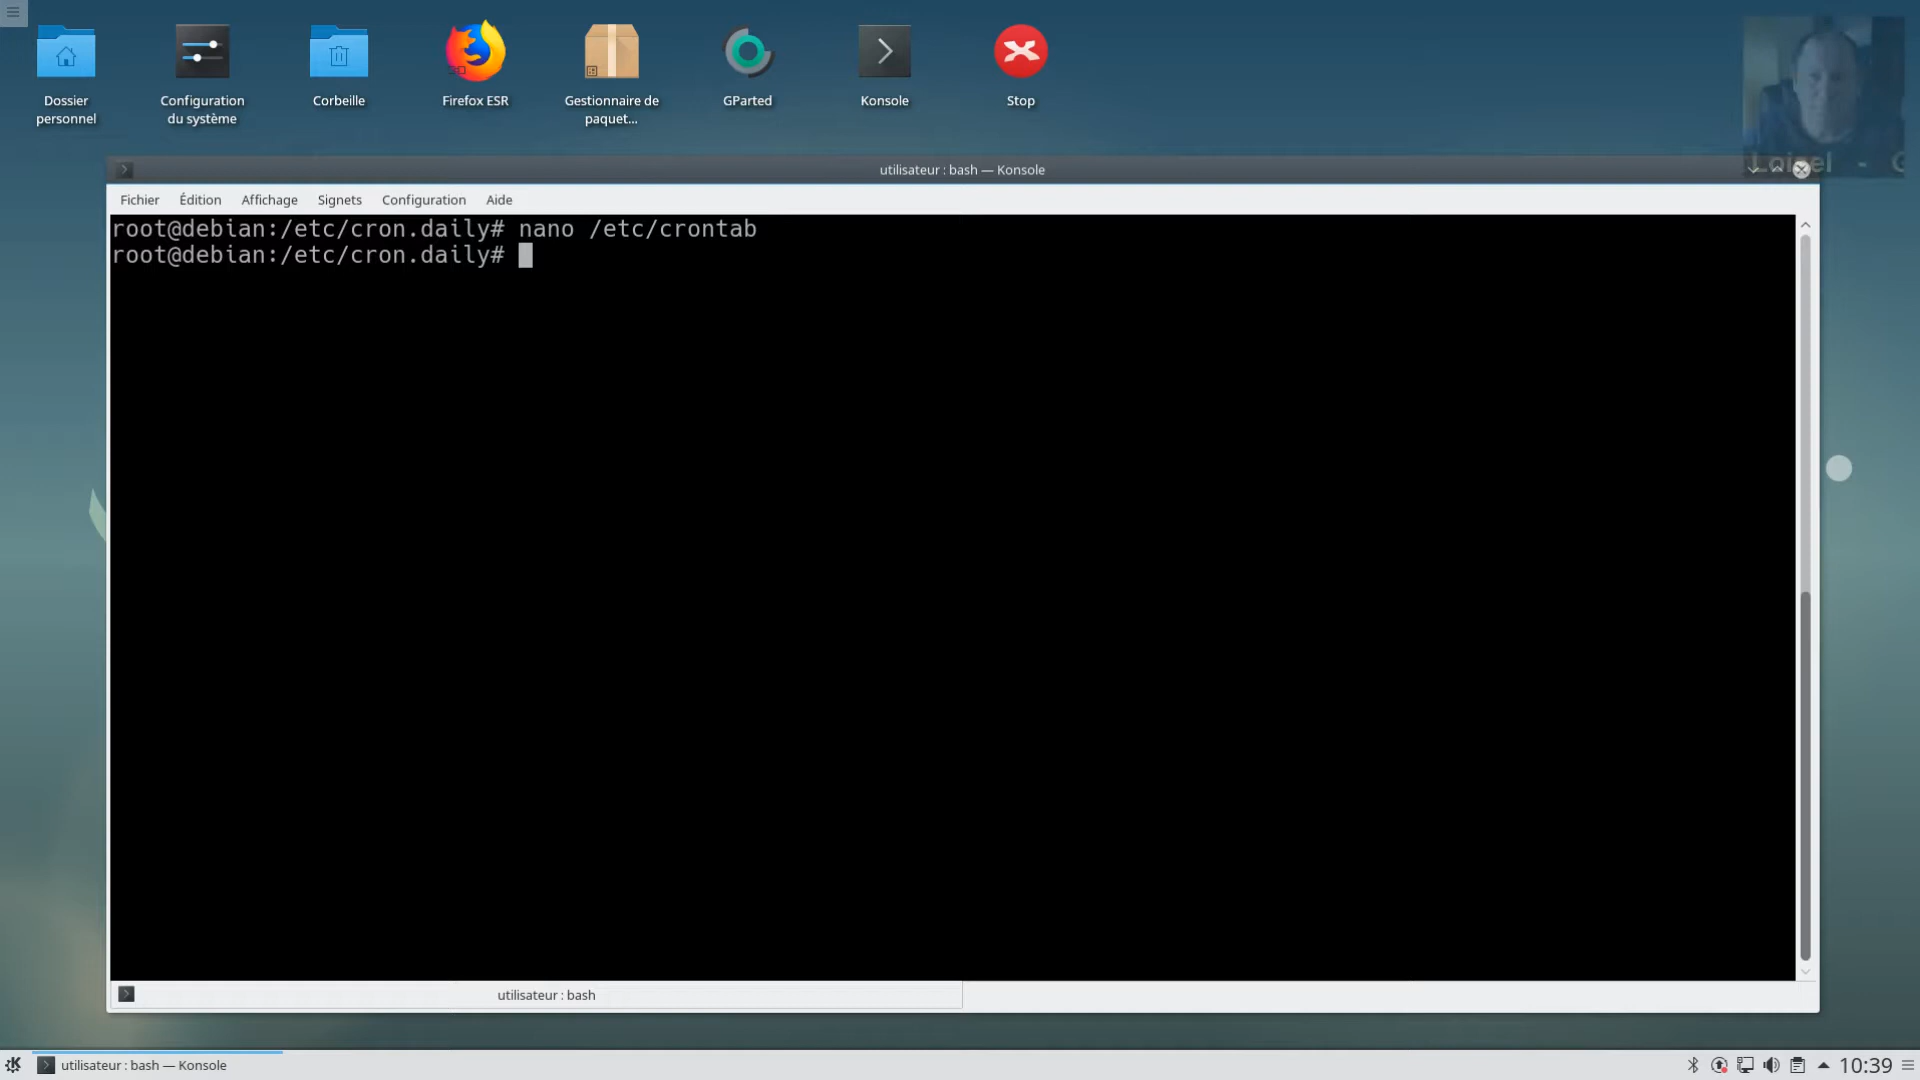 Dossier
personnel
Configuration
du système
Corbeille
Firefox ESR
Gestionnaire de
paquet...
GParted
Konsole
Stop
utilisateur : bash — Konsole
Loizel - G
Fichier Édition Affichage Signets Configuration Aide
root@debian:/etc/cron.daily# nano /etc/crontab
root@debian:/etc/cron.daily#
utilisateur : bash
utilisateur : bash — Konsole
10:39